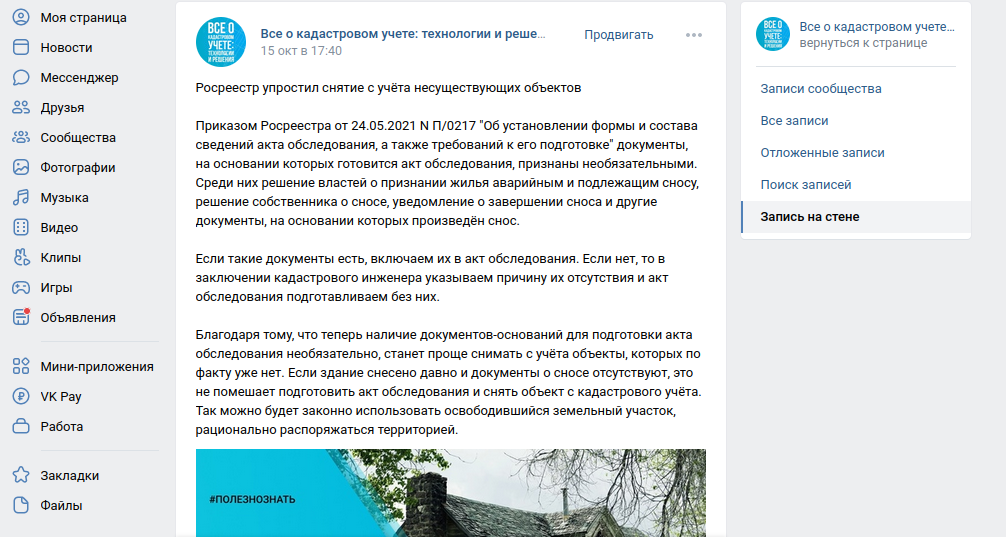 Моя страница
Новости
Мессенджер
Друзья
Сообщества
Фотографии
Музыка
Видео
Клипы
Игры
Объявления
Мини-приложения
VK Pay
Работа
Закладки
Файлы
ВСЕ О
КАДАСТРОВОМ
УЧЕТЕ:
ТЕХНОЛОГИИ
И РЕШЕНИЯ
Все о кадастровом учете: технологии и реше...
15 окт в 17:40
Продвигать
Росреестр упростил снятие с учёта несуществующих объектов
Приказом Росреестра от 24.05.2021 N П/0217 "Об установлении формы и состава
сведений акта обследования, а также требований к его подготовке" документы,
на основании которых готовится акт обследования, признаны необязательными.
Среди них решение властей о признании жилья аварийным и подлежащим сносу,
решение собственника о сносе, уведомление о завершении сноса и другие
документы, на основании которых произведён снос.
Если такие документы есть, включаем их в акт обследования. Если нет, то в
заключении кадастрового инженера указываем причину их отсутствия и акт
обследования подготавливаем без них.
Благодаря тому, что теперь наличие документов-оснований для подготовки акта
обследования необязательно, станет проще снимать с учёта объекты, которых по
факту уже нет. Если здание снесено давно и документы о сносе отсутствуют, это
не помешает подготовить акт обследования и снять объект с кадастрового учёта.
Так можно будет законно использовать освободившийся земельный участок,
рационально распоряжаться территорией.
#ПОЛЕЗНОЗНАТЬ
ВСЕ О
КАДАСТРОВОМ
УЧЕТЕ:
ТЕХНОЛОГИИ
И РЕШЕНИЯ
Все о кадастровом учете...
вернуться к странице
Записи сообщества
Все записи
Отложенные записи
Поиск записей
Запись на стене